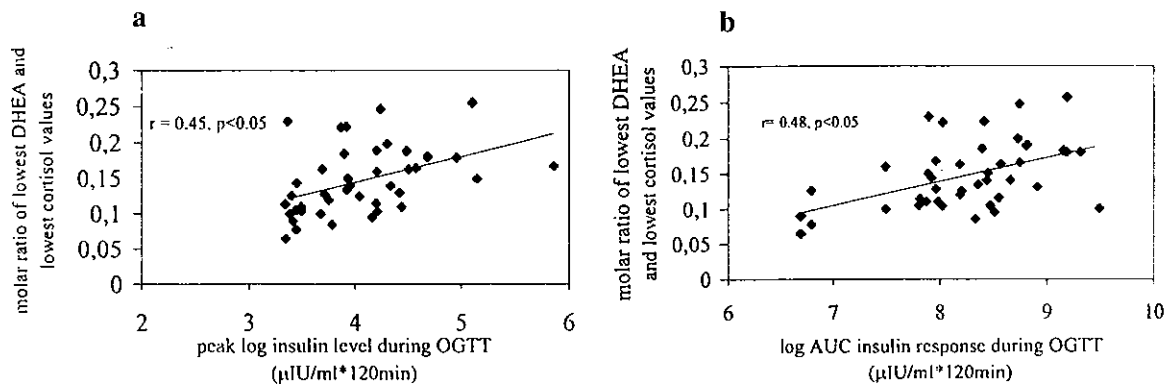 a
molar ratio of lowest DHEA and
lowest cortisol values
0,3
0,25
0,2
0,15
0,1
0,05
0
r = 0.45, p<0.05
2
3
4
5
6
peak log insulin level during OGTT
(µIU/ml*120min)
b
molar ratio of lowest DHEA
and lowest cortisol values
0,3
0,25
0,2
0,15
0,1
0,05
0
r= 0.48, p<0.05
6
7
8
9
10
log AUC insulin response during OGTT
(µIU/ml*120min)